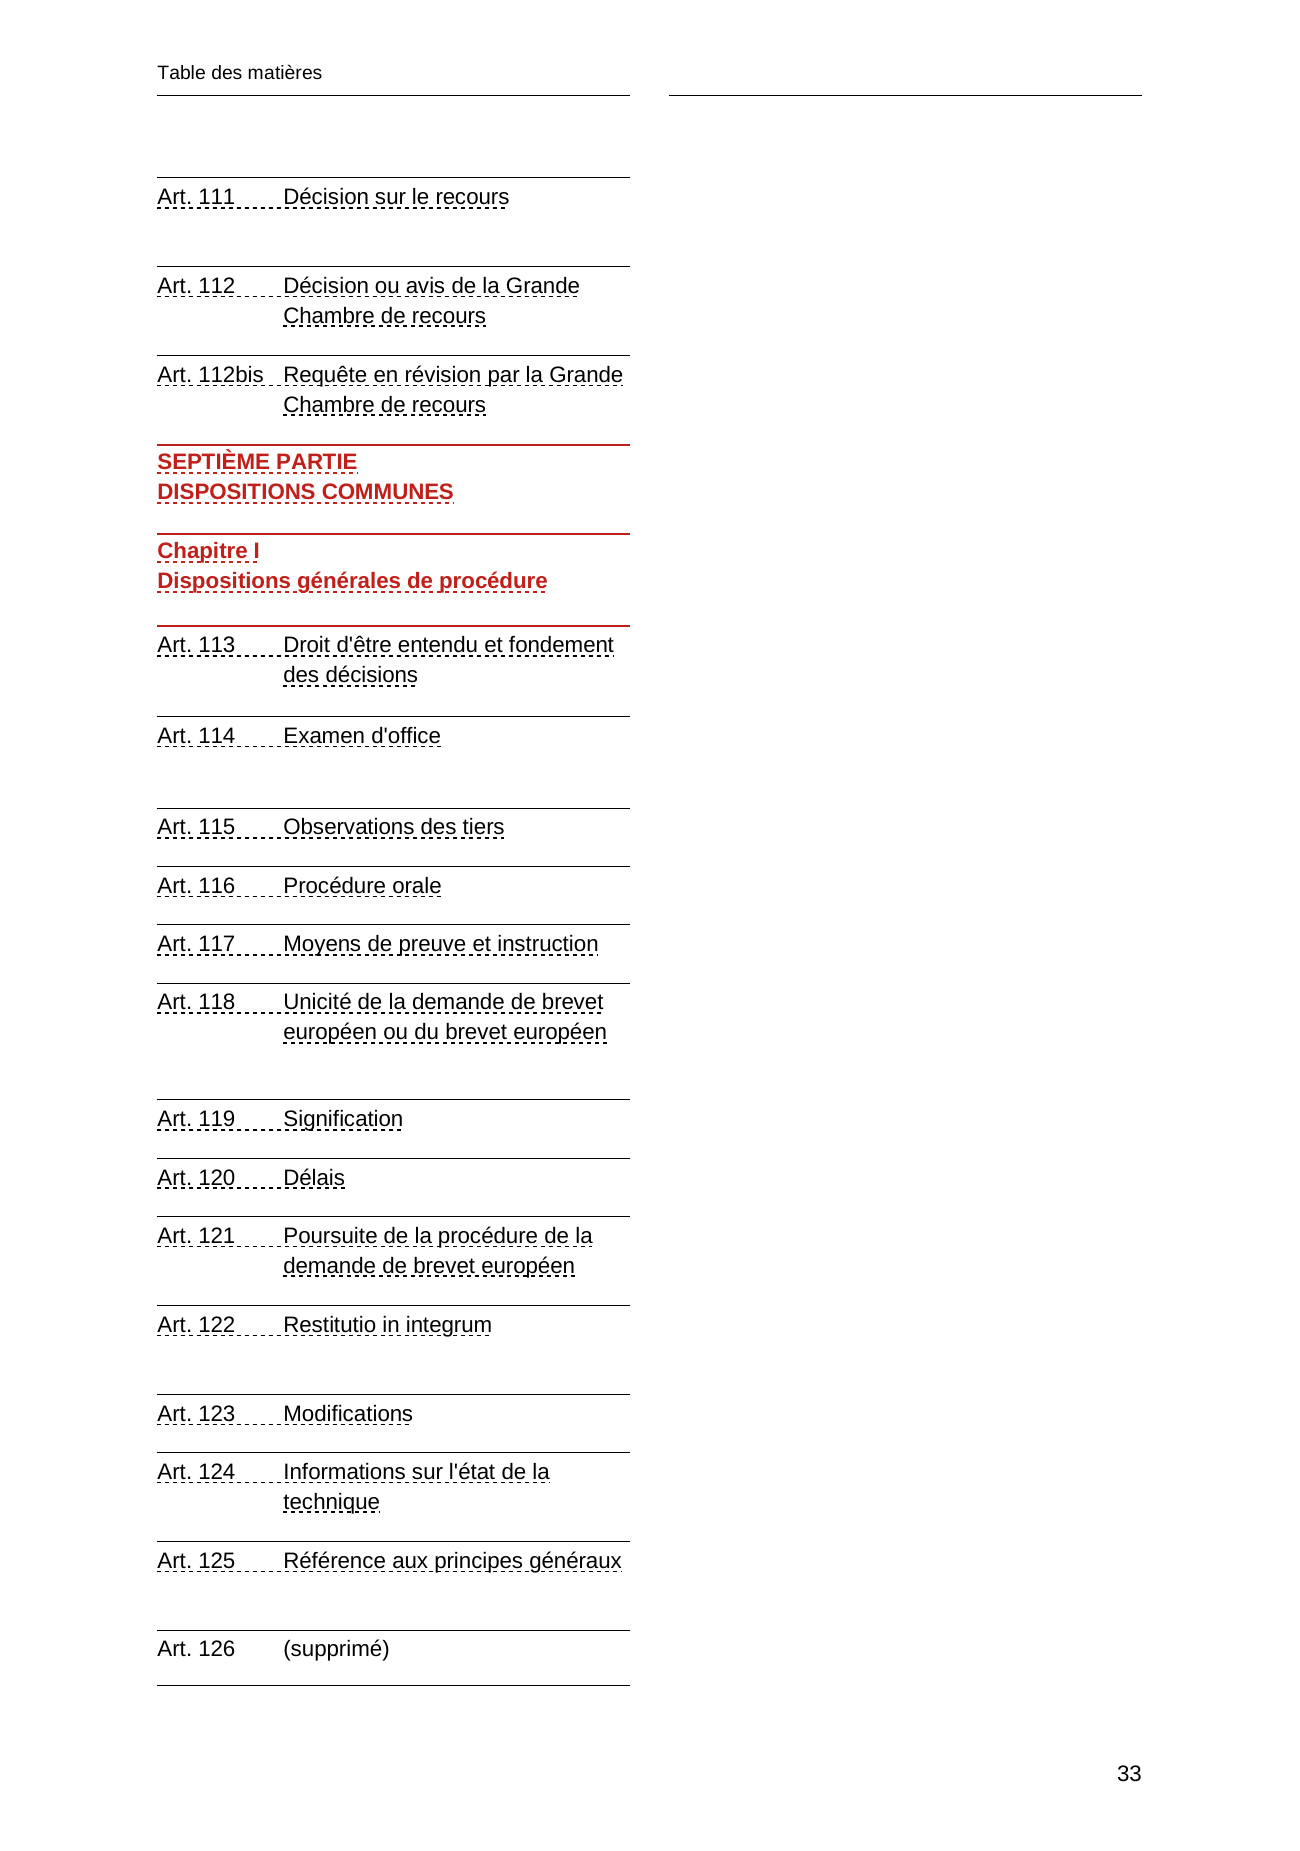 Table des matières
Art. 111 Décision sur le recours
Art. 112 Décision ou avis de la Grande
Chambre de recours
Art. 112bis Requête en révision par la Grande
Chambre de recours
SEPTIÈME PARTIE
DISPOSITIONS COMMUNES
Chapitre I
Dispositions générales de procédure
Art. 113 Droit d'être entendu et fondement
des décisions
Art. 114 Examen d'office
Art. 115 Observations des tiers
Art. 116 Procédure orale
Art. 117 Moyens de preuve et instruction
Art. 118 Unicité de la demande de brevet
européen ou du brevet européen
Art. 119 Signification
Art. 120 Délais
Art. 121 Poursuite de la procédure de la
demande de brevet européen
Art. 122 Restitutio in integrum
Art. 123 Modifications
Art. 124 Informations sur l'état de la
technique
Art. 125 Référence aux principes généraux
Art. 126 (supprimé)
33